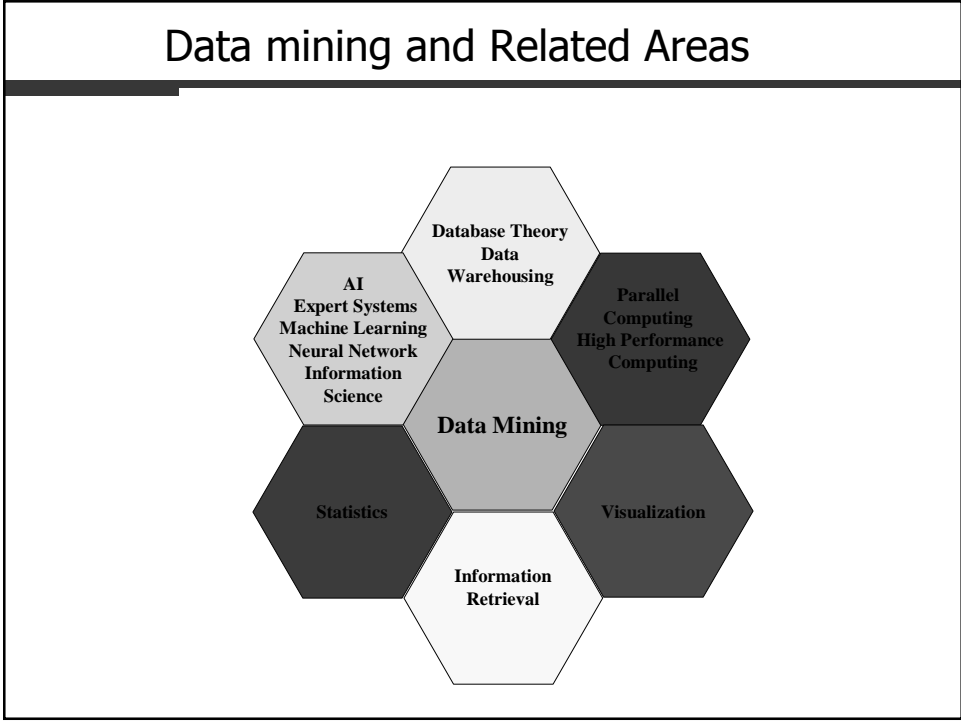 Data mining and Related Areas
Database Theory
Data
Warehousing
AI
Expert Systems
Machine Learning
Neural Network
Information
Science
Parallel
Computing
High Performance
Computing
Data Mining
Statistics
Visualization
Information
Retrieval